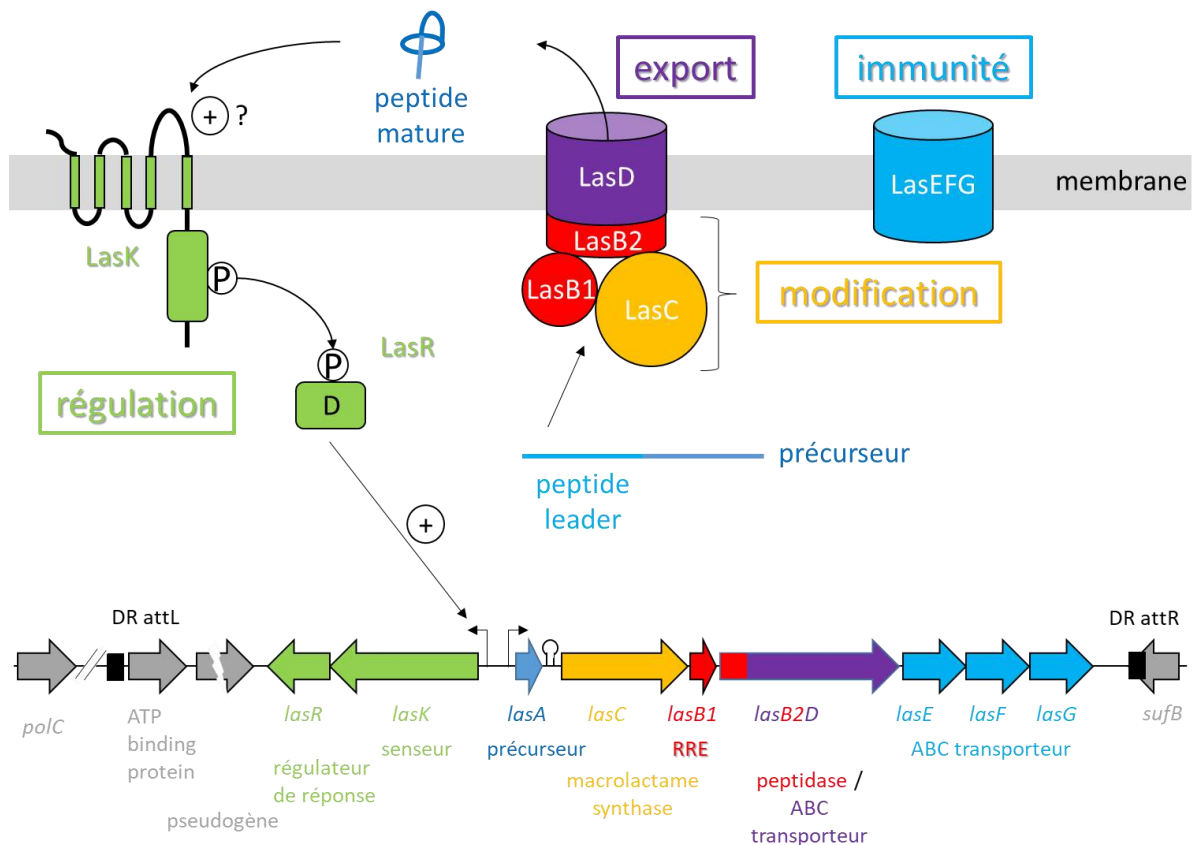 export
immunité
peptide
mature
+ ?
LasD
LasEFG
membrane
LasK
LasB2
LasB1
LasC
modification
P
LasR
P
D
régulation
précurseur
peptide
leader
+
DR attL
DR attR
polC
ATP
binding
protein
pseudogène
lasR
régulateur
de réponse
lasK
senseur
lasA
précurseur
lasC
macrolactame
synthase
lasB1
RRE
lasB2D
peptidase /
ABC
transporteur
lasE
lasF
lasG
ABC transporteur
sufB